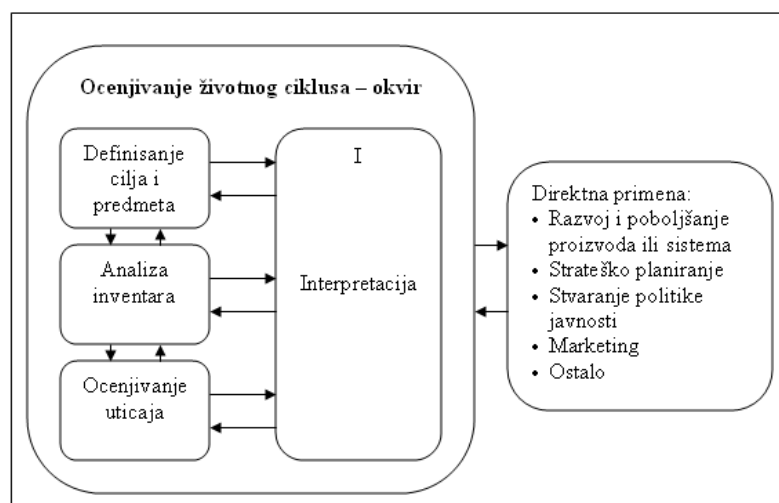 Ocenjivanje životnog ciklusa – okvir
Definisanje
cilja i
predmeta
Analiza
inventara
Ocenjivanje
uticaja
I
Interpretacija
Direktna primena:
• Razvoj i poboljšanje
proizvoda ili sistema
• Strateško planiranje
• Stvaranje politike
javnosti
• Marketing
• Ostalo